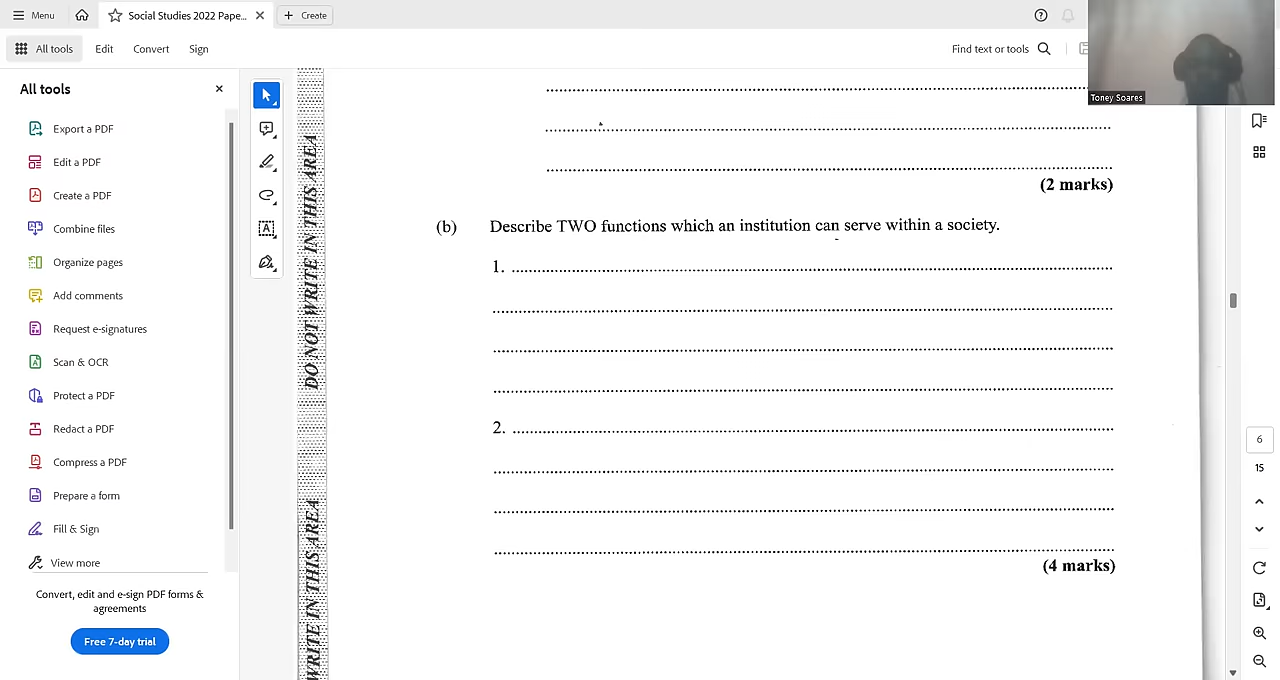 Menu
Social Studies 2022 Pape...
Create
All tools
Edit
Convert
Sign
Find text or tools
Toney Soares
All tools
Export a PDF
Edit a PDF
Create a PDF
Combine files
Organize pages
Add comments
Request e-signatures
Scan & OCR
Protect a PDF
Redact a PDF
Compress a PDF
Prepare a form
Fill & Sign
View more
Convert, edit and e-sign PDF forms &
agreements
Free 7-day trial
DO NOT WRITE IN THIS AREA
WRITE IN THIS AREA
(2 marks)
(b) Describe TWO functions which an institution can serve within a society.
1.
2.
(4 marks)
6
15